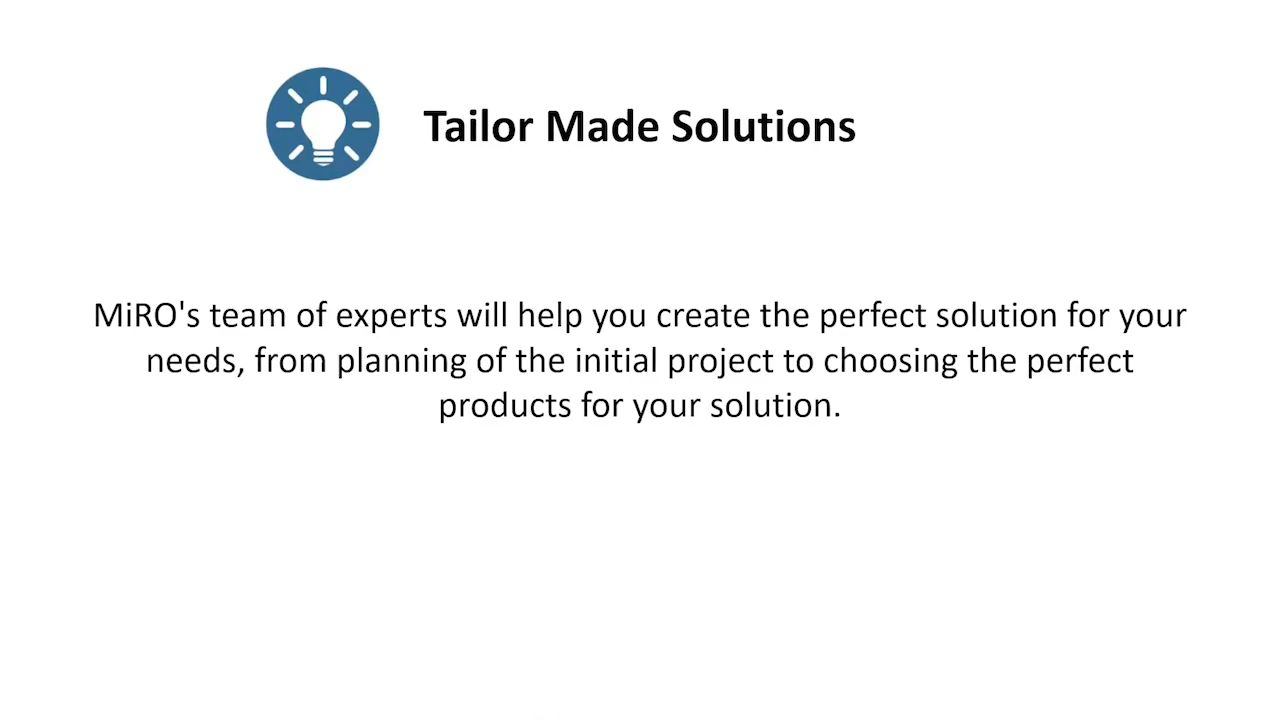 Tailor Made Solutions
MiRO's team of experts will help you create the perfect solution for your
needs, from planning of the initial project to choosing the perfect
products for your solution.